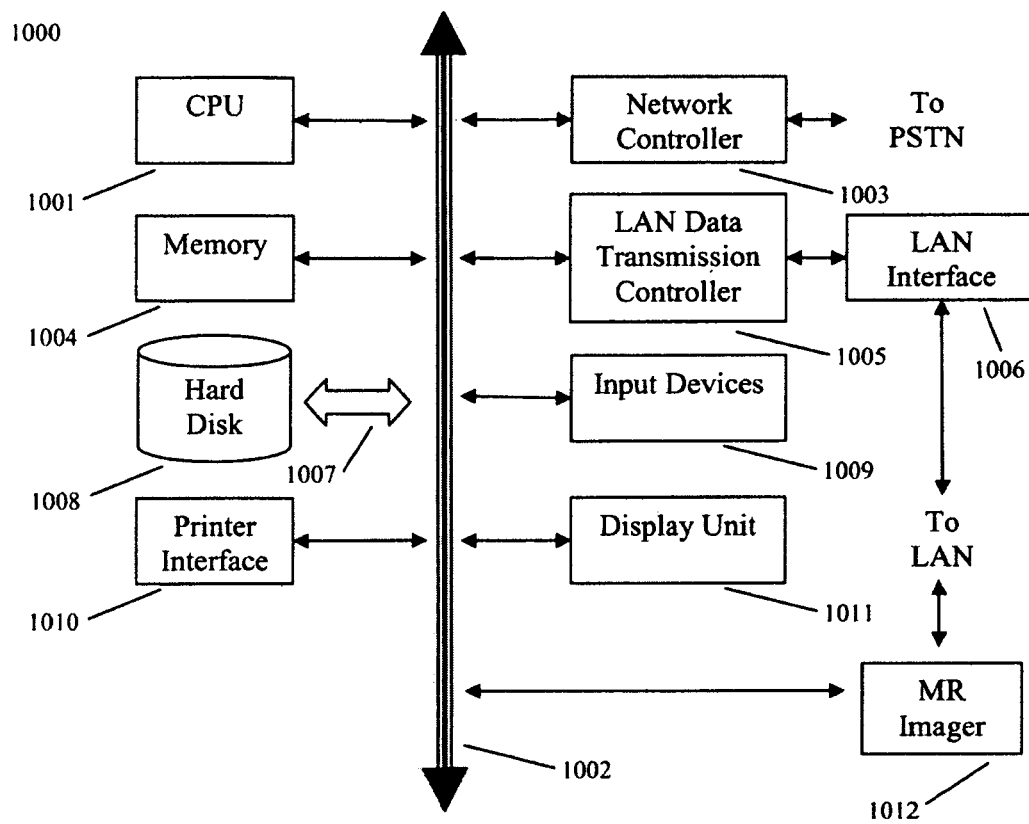 1000
CPU
1001
Network
Controller
1003
To
PSTN
Memory
1004
LAN Data
Transmission
Controller
1005
LAN
Interface
1006
Hard
Disk
1008
1007
Input Devices
1009
Printer
Interface
1010
Display Unit
1011
To
LAN
MR
Imager
1012
1002